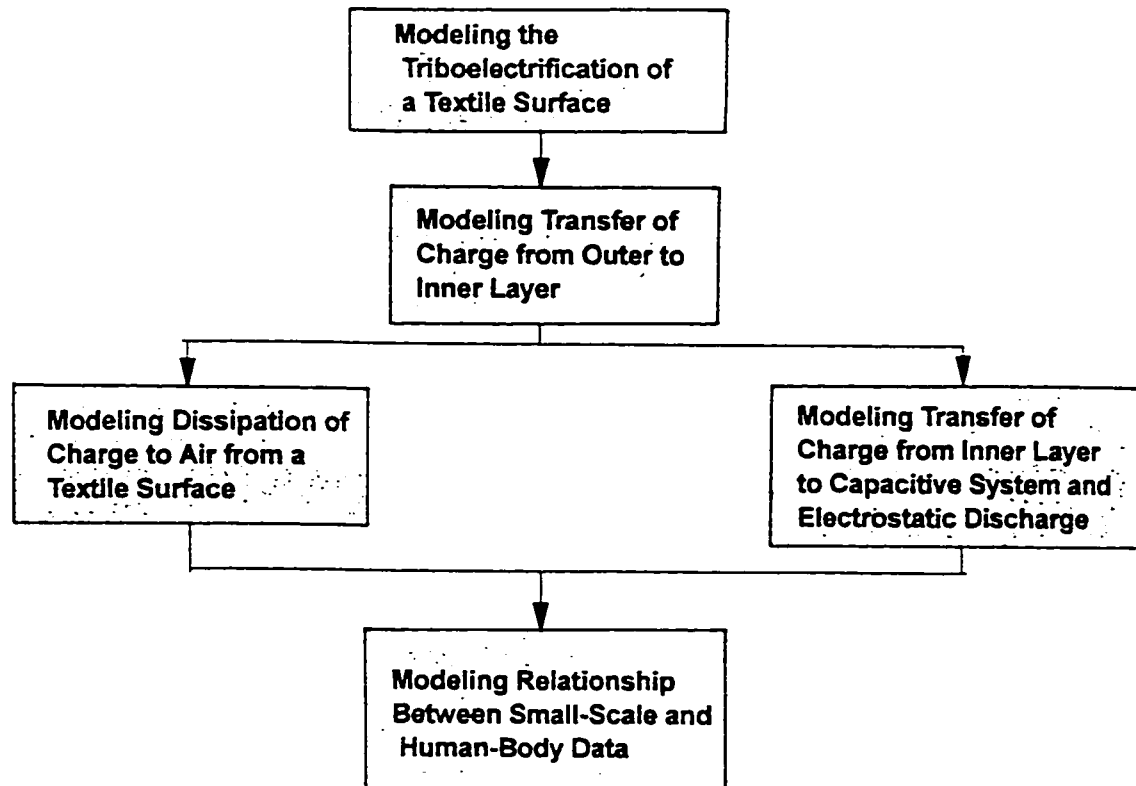 Modeling the
Triboelectrification of
a Textile Surface
Modeling Transfer of
Charge from Outer to
Inner Layer
Modeling Dissipation of
Charge to Air from a
Textile Surface
Modeling Transfer of
Charge from Inner Layer
to Capacitive System and
Electrostatic Discharge
Modeling Relationship
Between Small-Scale and
Human-Body Data